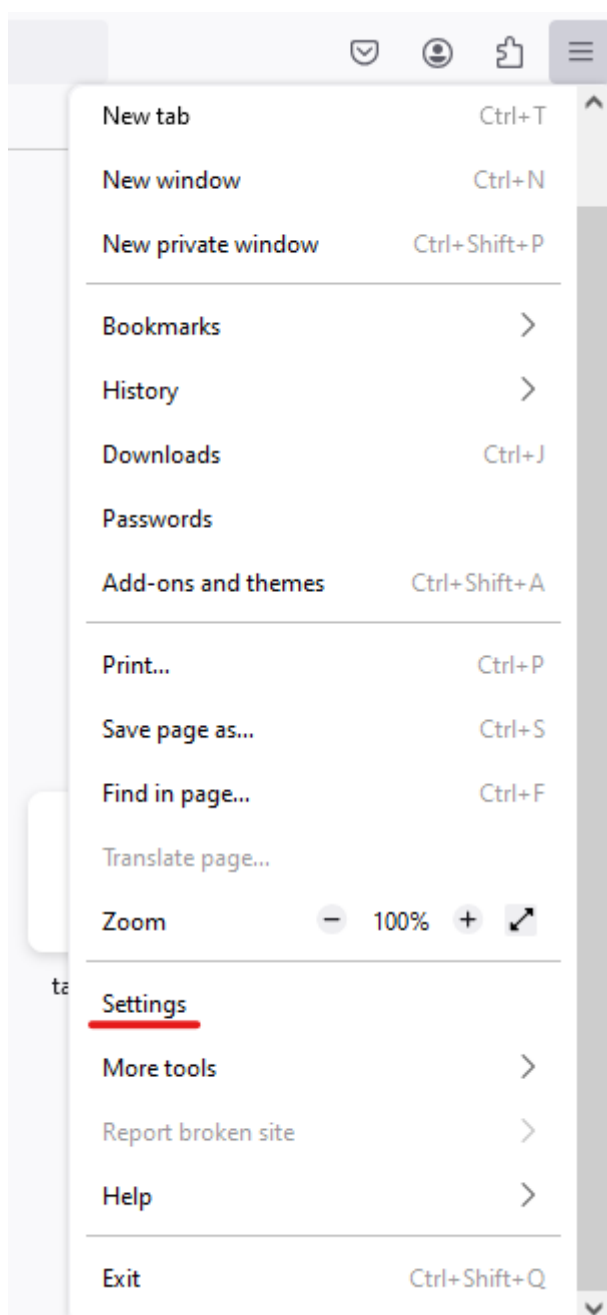 New tab Ctrl+T
New window Ctrl+N
New private window Ctrl+Shift+P
Bookmarks
History
Downloads Ctrl+J
Passwords
Add-ons and themes Ctrl+Shift+A
Print... Ctrl+P
Save page as... Ctrl+S
Find in page... Ctrl+F
Translate page...
Zoom − 100% +
ta
Settings
More tools
Report broken site
Help
Exit Ctrl+Shift+Q